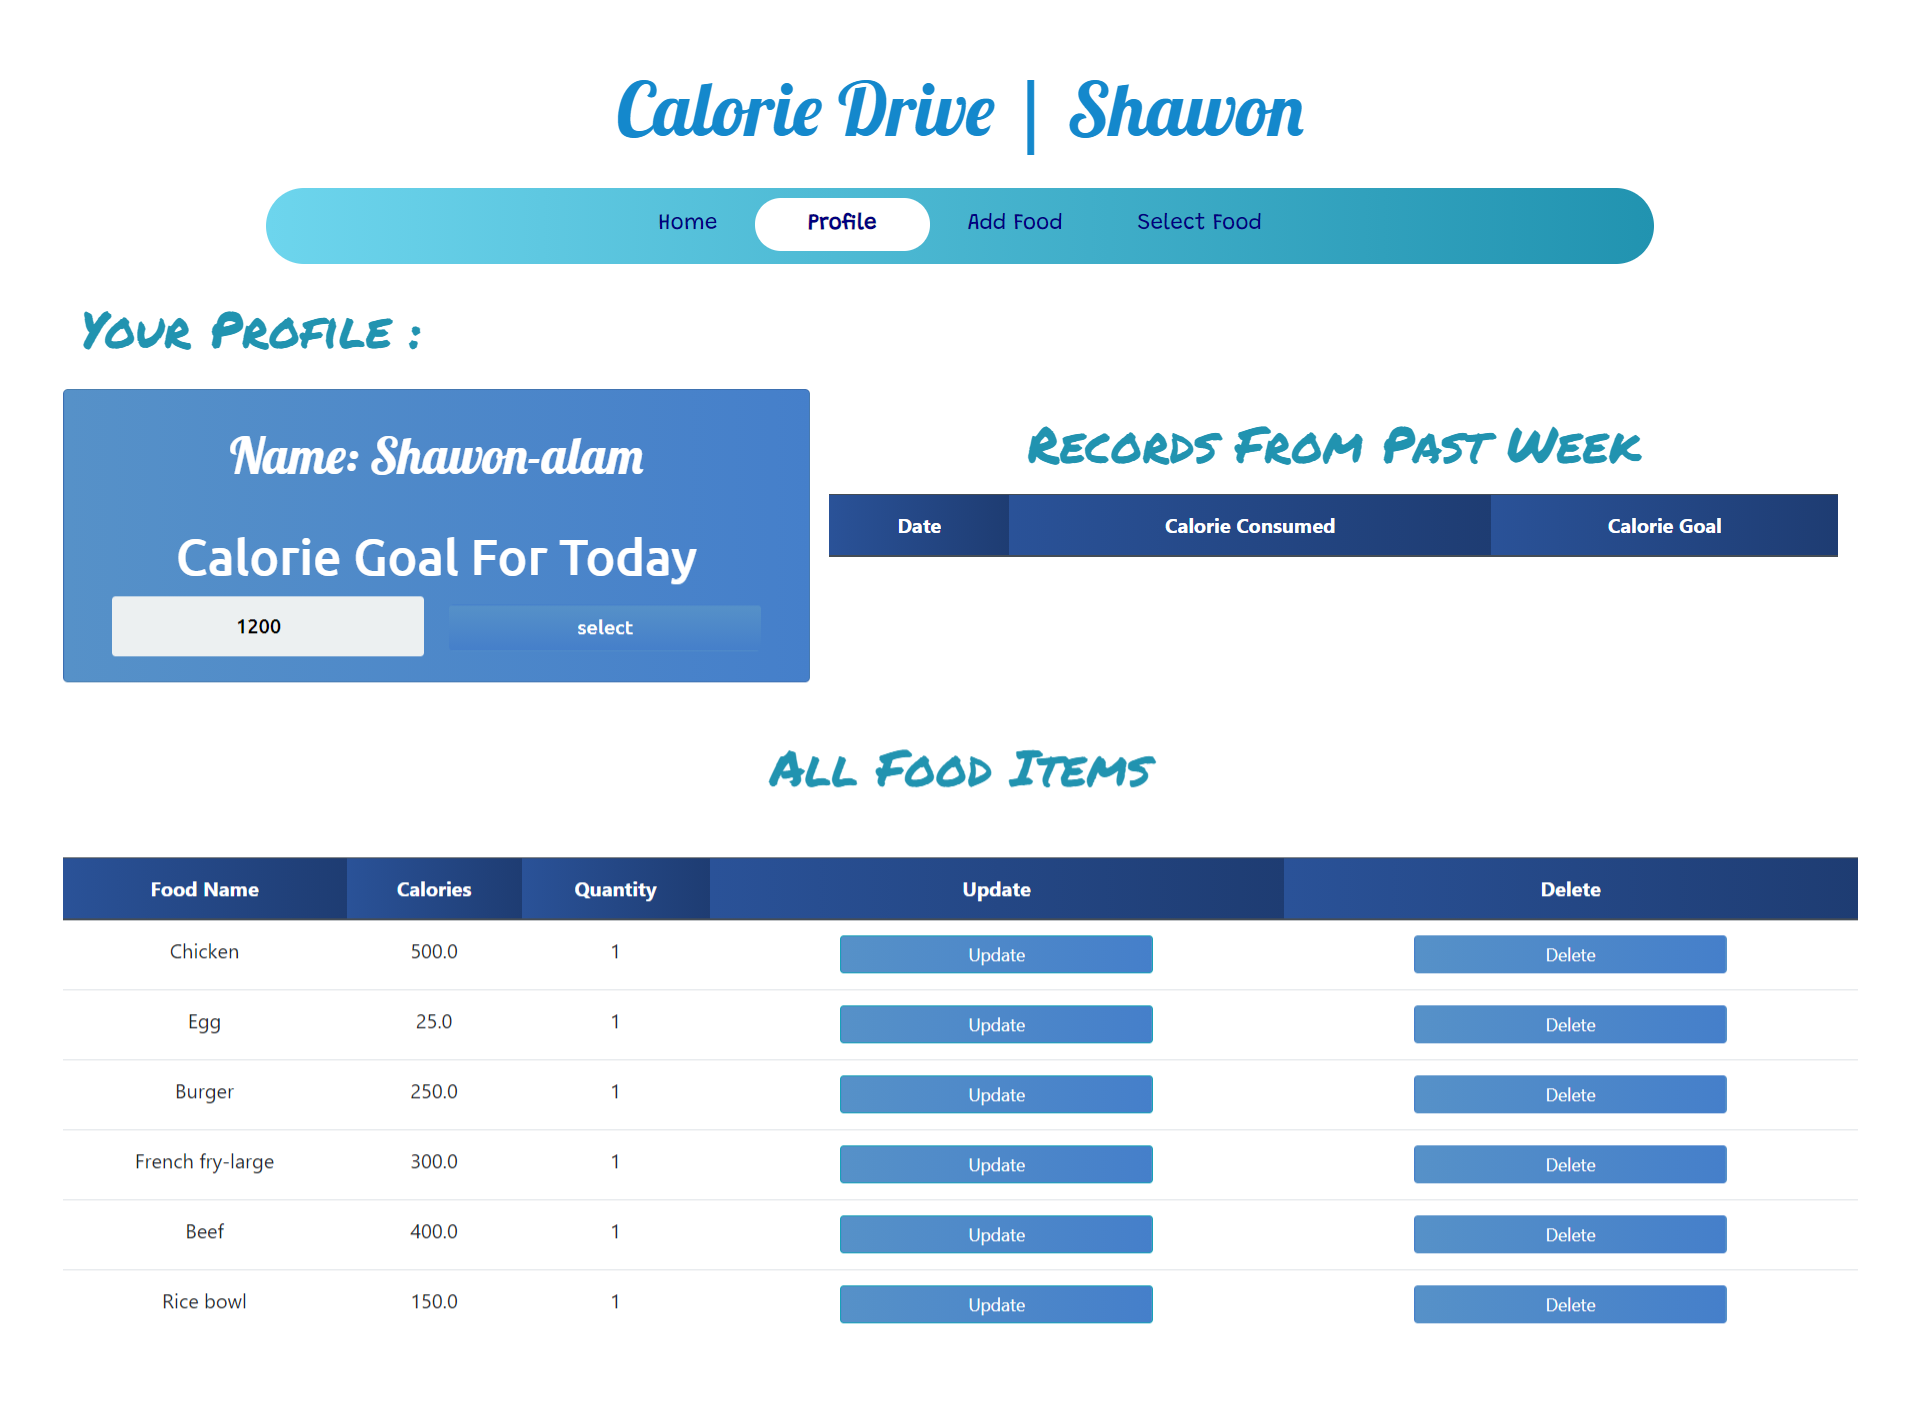 Calorie Drive | Shawon
Home Profile Add Food Select Food
Your Profile :
Name: Shawon-alam
Calorie Goal For Today
1200 select
Records From Past Week
Date Calorie Consumed Calorie Goal
All Food Items
Food Name Calories Quantity Update Delete
Chicken 500.0 1 Update Delete
Egg 25.0 1 Update Delete
Burger 250.0 1 Update Delete
French fry-large 300.0 1 Update Delete
Beef 400.0 1 Update Delete
Rice bowl 150.0 1 Update Delete